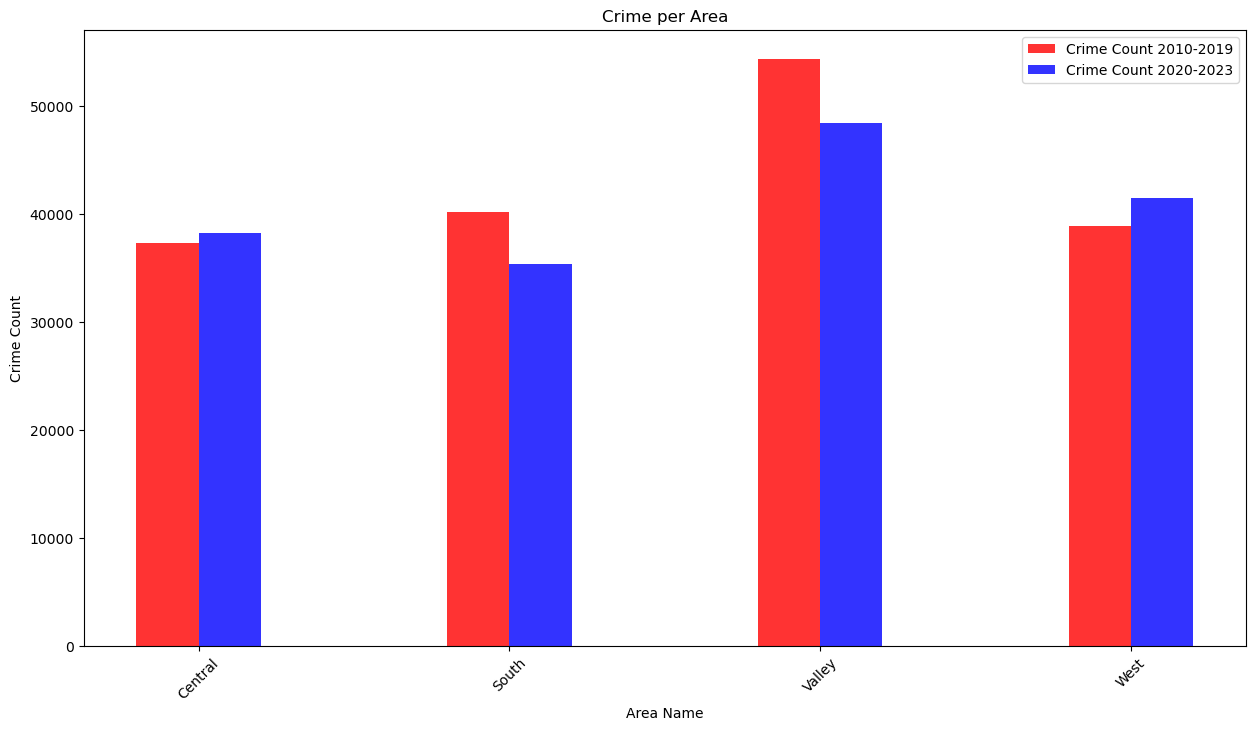 Crime per Area
Crime Count 2010-2019
Crime Count 2020-2023
Crime Count
50000
40000
30000
20000
10000
0
Central
South
Valley
West
Area Name